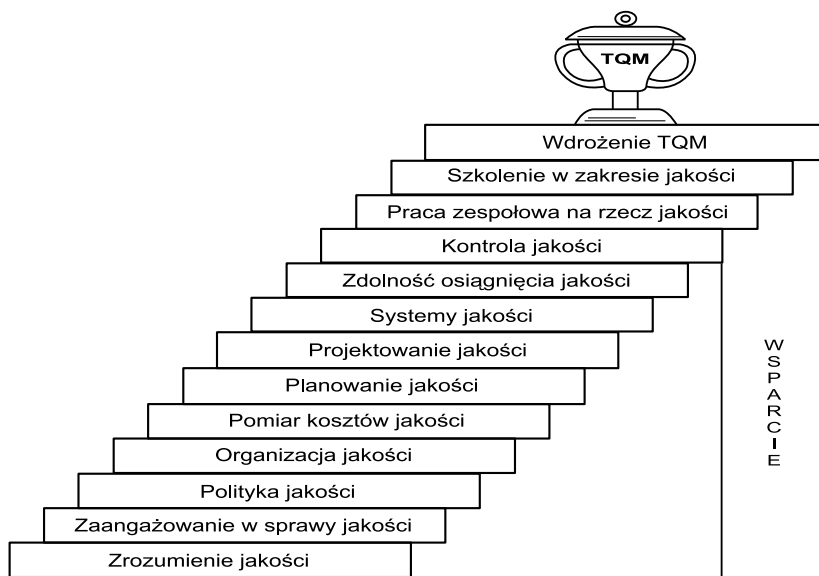 TQM
Wdrożenie TQM
Szkolenie w zakresie jakości
Praca zespołowa na rzecz jakości
Kontrola jakości
Zdolność osiągnięcia jakości
Systemy jakości
Projektowanie jakości
Planowanie jakości
Pomiar kosztów jakości
Organizacja jakości
Polityka jakości
Zaangażowanie w sprawy jakości
Zrozumienie jakości
WSPARCIE